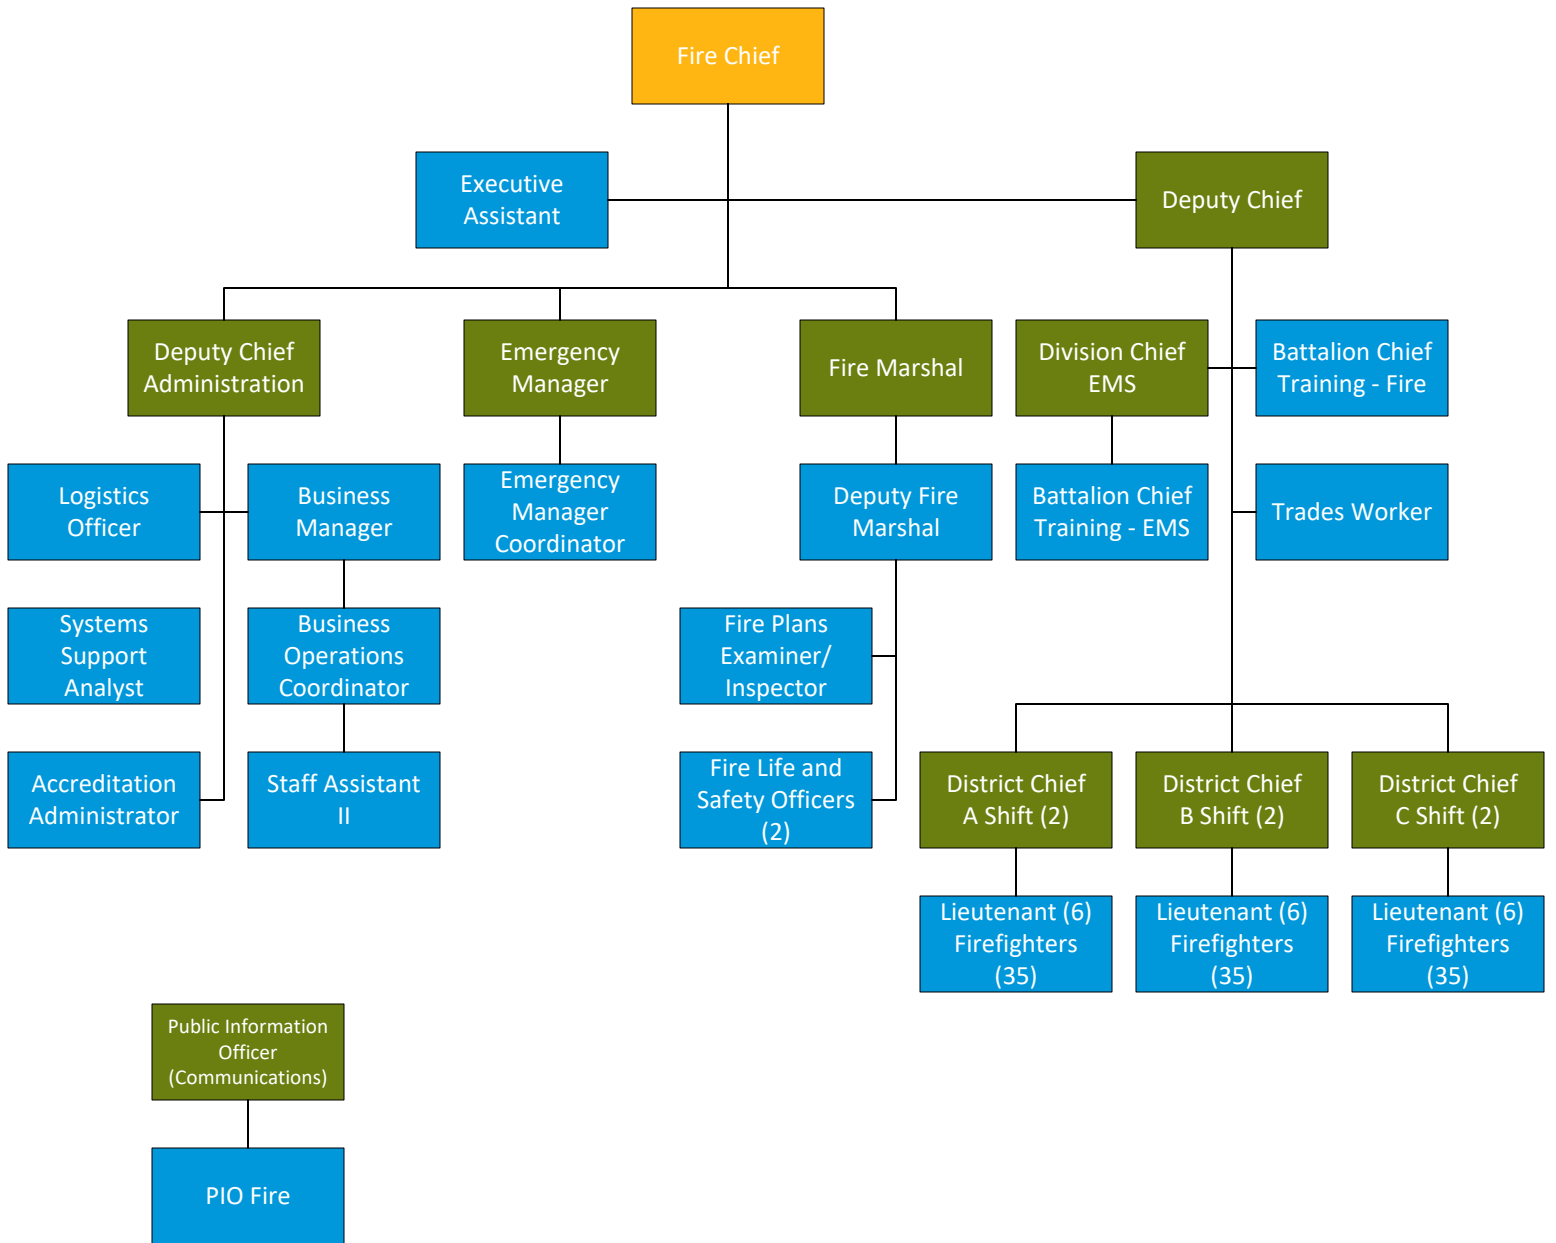 Fire Chief
Executive
Assistant
Deputy Chief
Deputy Chief
Administration
Emergency
Manager
Fire Marshal
Division Chief
EMS
Battalion Chief
Training - Fire
Logistics
Officer
Business
Manager
Emergency
Manager
Coordinator
Deputy Fire
Marshal
Battalion Chief
Training - EMS
Trades Worker
Systems
Support
Analyst
Business
Operations
Coordinator
Fire Plans
Examiner/
Inspector
Accreditation
Administrator
Staff Assistant
II
Fire Life and
Safety Officers
(2)
District Chief
A Shift (2)
District Chief
B Shift (2)
District Chief
C Shift (2)
Lieutenant (6)
Firefighters
(35)
Lieutenant (6)
Firefighters
(35)
Lieutenant (6)
Firefighters
(35)
Public Information
Officer
(Communications)
PIO Fire